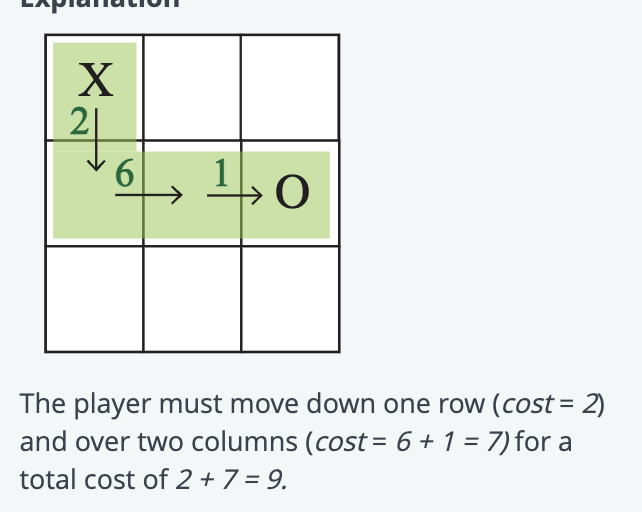 Explanation
X
2
6 1 O
The player must move down one row (cost = 2)
and over two columns (cost = 6 + 1 = 7) for a
total cost of 2 + 7 = 9.